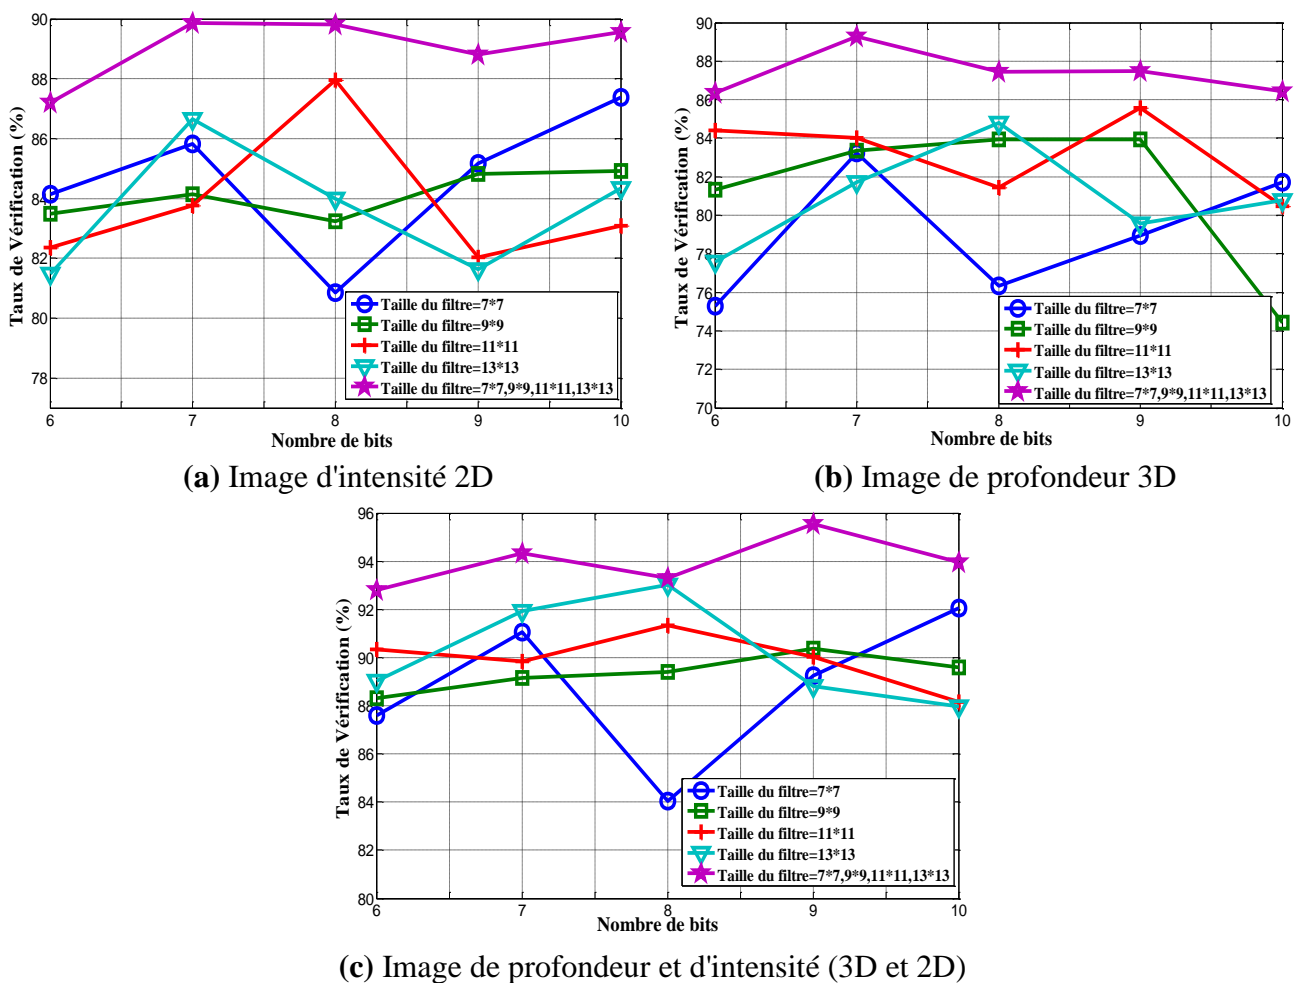 90
88
86
84
82
80
78
6
7
8
9
10
Taux de Vérification (%)
Nombre de bits
Taille du filtre=7*7
Taille du filtre=9*9
Taille du filtre=11*11
Taille du filtre=13*13
Taille du filtre=7*7,9*9,11*11,13*13
(a) Image d'intensité 2D
90
88
86
84
82
80
78
76
74
72
70
6
7
8
9
10
Taux de Vérification (%)
Nombre de bits
Taille du filtre=7*7
Taille du filtre=9*9
Taille du filtre=11*11
Taille du filtre=13*13
Taille du filtre=7*7,9*9,11*11,13*13
(b) Image de profondeur 3D
96
94
92
90
88
86
84
82
80
6
7
8
9
10
Taux de Vérification (%)
Nombre de bits
Taille du filtre=7*7
Taille du filtre=9*9
Taille du filtre=11*11
Taille du filtre=13*13
Taille du filtre=7*7,9*9,11*11,13*13
(c) Image de profondeur et d'intensité (3D et 2D)